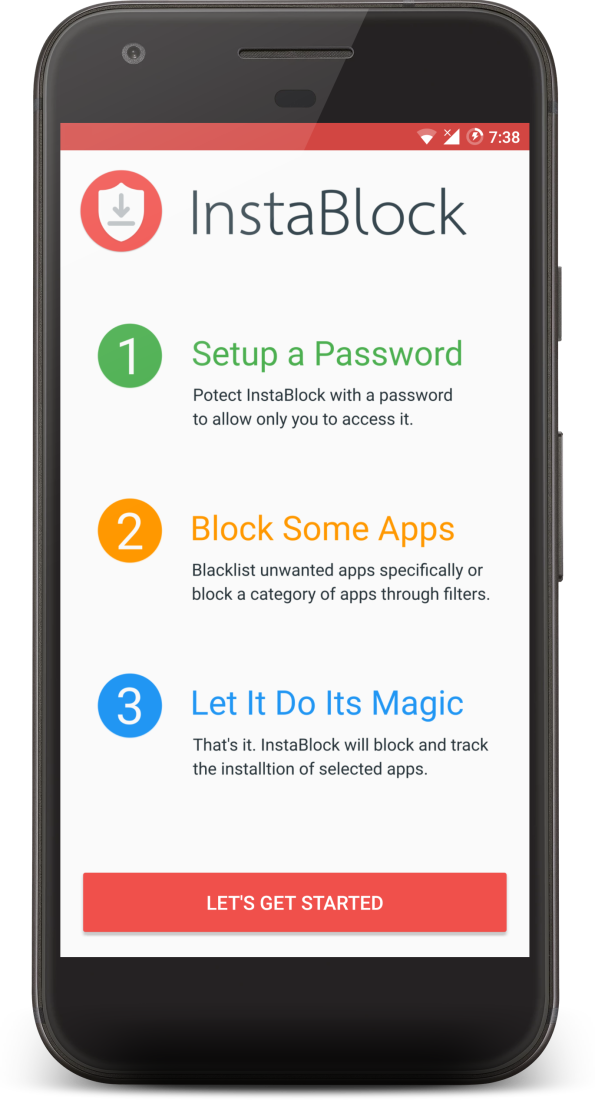 7:38
InstaBlock
1
Setup a Password
Potect InstaBlock with a password
to allow only you to access it.
2
Block Some Apps
Blacklist unwanted apps specifically or
block a category of apps through filters.
3
Let It Do Its Magic
That's it. InstaBlock will block and track
the installtion of selected apps.
LET'S GET STARTED